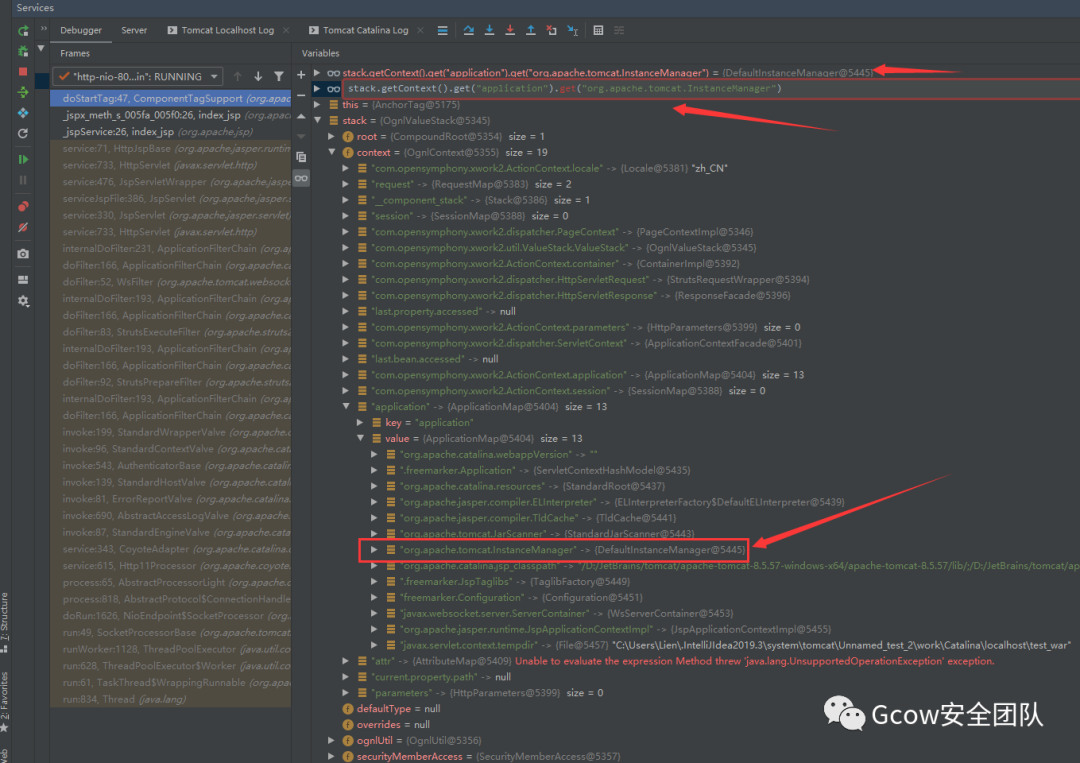 Services
Debugger
Server
Tomcat Localhost Log
Tomcat Catalina Log
Frames
Variables
"http-nio-80...in": RUNNING
doStartTag:47, ComponentTagSupport (org.apac
_jspx_meth_s_005fa_005f0:26, index_jsp (org.apac
_jspService:26, index_jsp (org.apache.jsp)
service:71, HttpJspBase (org.apache.jasper.runtim
service:733, HttpServlet (javax.servlet.http)
service:476, JspServletWrapper (org.apache.jaspe
serviceJspFile:386, JspServlet (org.apache.jasper.s
service:330, JspServlet (org.apache.jasper.servlet)
service:733, HttpServlet (javax.servlet.http)
internalDoFilter:231, ApplicationFilterChain (org.a
doFilter:166, ApplicationFilterChain (org.apache.ca
doFilter:52, WsFilter (org.apache.tomcat.websock
internalDoFilter:193, ApplicationFilterChain (org.a
doFilter:166, ApplicationFilterChain (org.apache.ca
doFilter:83, StrutsExecuteFilter (org.apache.struts.
internalDoFilter:193, ApplicationFilterChain (org.a
doFilter:166, ApplicationFilterChain (org.apache.ca
doFilter:92, StrutsPrepareFilter (org.apache.struts.
internalDoFilter:193, ApplicationFilterChain (org.a
doFilter:166, ApplicationFilterChain (org.apache.ca
invoke:199, StandardWrapperValve (org.apache.ca
invoke:96, StandardContextValve (org.apache.cat
invoke:543, AuthenticatorBase (org.apache.catali
invoke:139, StandardHostValve (org.apache.catal
invoke:81, ErrorReportValve (org.apache.catalina.
invoke:690, AbstractAccessLogValve (org.apache.
invoke:87, StandardEngineValve (org.apache.cata
service:343, CoyoteAdapter (org.apache.catalina.c
service:615, Http11Processor (org.apache.coyote.
process:65, AbstractProcessorLight (org.apache.c
process:818, AbstractProtocol$ConnectionHandle
doRun:1626, NioEndpoint$SocketProcessor (org.a
run:49, SocketProcessorBase (org.apache.tomcat
runWorker:1128, ThreadPoolExecutor (java.util.co
run:628, ThreadPoolExecutor$Worker (java.util.co
run:61, TaskThread$WrappingRunnable (org.apac
run:834, Thread (java.lang)
stack.getContext().get("application").get("org.apache.tomcat.InstanceManager") = {DefaultInstanceManager@5445}
stack.getContext().get("application").get("org.apache.tomcat.InstanceManager")
this = {AnchorTag@5175}
stack = {OgnlValueStack@5345}
root = {CompoundRoot@5354} size = 1
context = {OgnlContext@5355} size = 19
"com.opensymphony.xwork2.ActionContext.locale" -> {Locale@5381} "zh_CN"
"request" -> {RequestMap@5383} size = 2
"__component_stack" -> {Stack@5386} size = 1
"session" -> {SessionMap@5388} size = 0
"com.opensymphony.xwork2.dispatcher.PageContext" -> {PageContextImpl@5346}
"com.opensymphony.xwork2.util.ValueStack.ValueStack" -> {OgnlValueStack@5345}
"com.opensymphony.xwork2.ActionContext.container" -> {ContainerImpl@5392}
"com.opensymphony.xwork2.dispatcher.HttpServletRequest" -> {StrutsRequestWrapper@5394}
"com.opensymphony.xwork2.dispatcher.HttpServletResponse" -> {ResponseFacade@5396}
"last.property.accessed" -> null
"com.opensymphony.xwork2.ActionContext.parameters" -> {HttpParameters@5399} size = 0
"com.opensymphony.xwork2.dispatcher.ServletContext" -> {ApplicationContextFacade@5401}
"last.bean.accessed" -> null
"com.opensymphony.xwork2.ActionContext.application" -> {ApplicationMap@5404} size = 13
"com.opensymphony.xwork2.ActionContext.session" -> {SessionMap@5388} size = 0
"application" -> {ApplicationMap@5404} size = 13
key = "application"
value = {ApplicationMap@5404} size = 13
"org.apache.catalina.webappVersion" -> ""
".freemarker.Application" -> {ServletContextHashModel@5435}
"org.apache.catalina.resources" -> {StandardRoot@5437}
"org.apache.jasper.compiler.ELInterpreter" -> {ELInterpreterFactory$DefaultELInterpreter@5439}
"org.apache.jasper.compiler.TldCache" -> {TldCache@5441}
"org.apache.tomcat.JarScanner" -> {StandardJarScanner@5443}
"org.apache.tomcat.InstanceManager" -> {DefaultInstanceManager@5445}
"org.apache.catalina.jsp_classpath" -> "/D:/JetBrains/tomcat/apache-tomcat-8.5.57-windows-x64/apache-tomcat-8.5.57/lib/;/D:/JetBrains/tomcat/ap
".freemarker.JspTaglibs" -> {TaglibFactory@5449}
"freemarker.Configuration" -> {Configuration@5451}
"javax.websocket.server.ServerContainer" -> {WsServerContainer@5453}
"org.apache.jasper.runtime.JspApplicationContextImpl" -> {JspApplicationContextImpl@5455}
"javax.servlet.context.tempdir" -> {File@5457} "C:\Users\Lien\.IntelliJIdea2019.3\system\tomcat\Unnamed_test_2\work\Catalina\localhost\test_war"
"attr" -> {AttributeMap@5409} Unable to evaluate the expression Method threw 'java.lang.UnsupportedOperationException' exception.
"current.property.path" -> null
"parameters" -> {HttpParameters@5399} size = 0
defaultType = null
overrides = null
ognlUtil = {OgnlUtil@5356}
securityMemberAccess = {SecurityMemberAccess@5357}
Z: Structure
2: Favorites
Web
Gcow安全团队